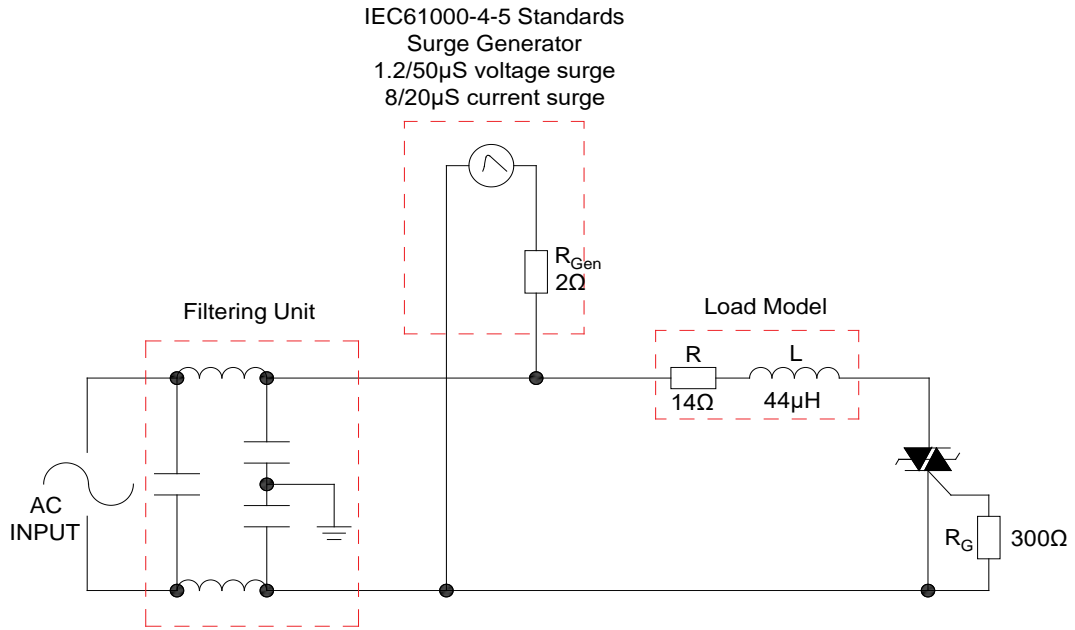 IEC61000-4-5 Standards
Surge Generator
1.2/50µS voltage surge
8/20µS current surge
RGen
2Ω
Filtering Unit
Load Model
R
L
14Ω
44µH
AC
INPUT
RG
300Ω